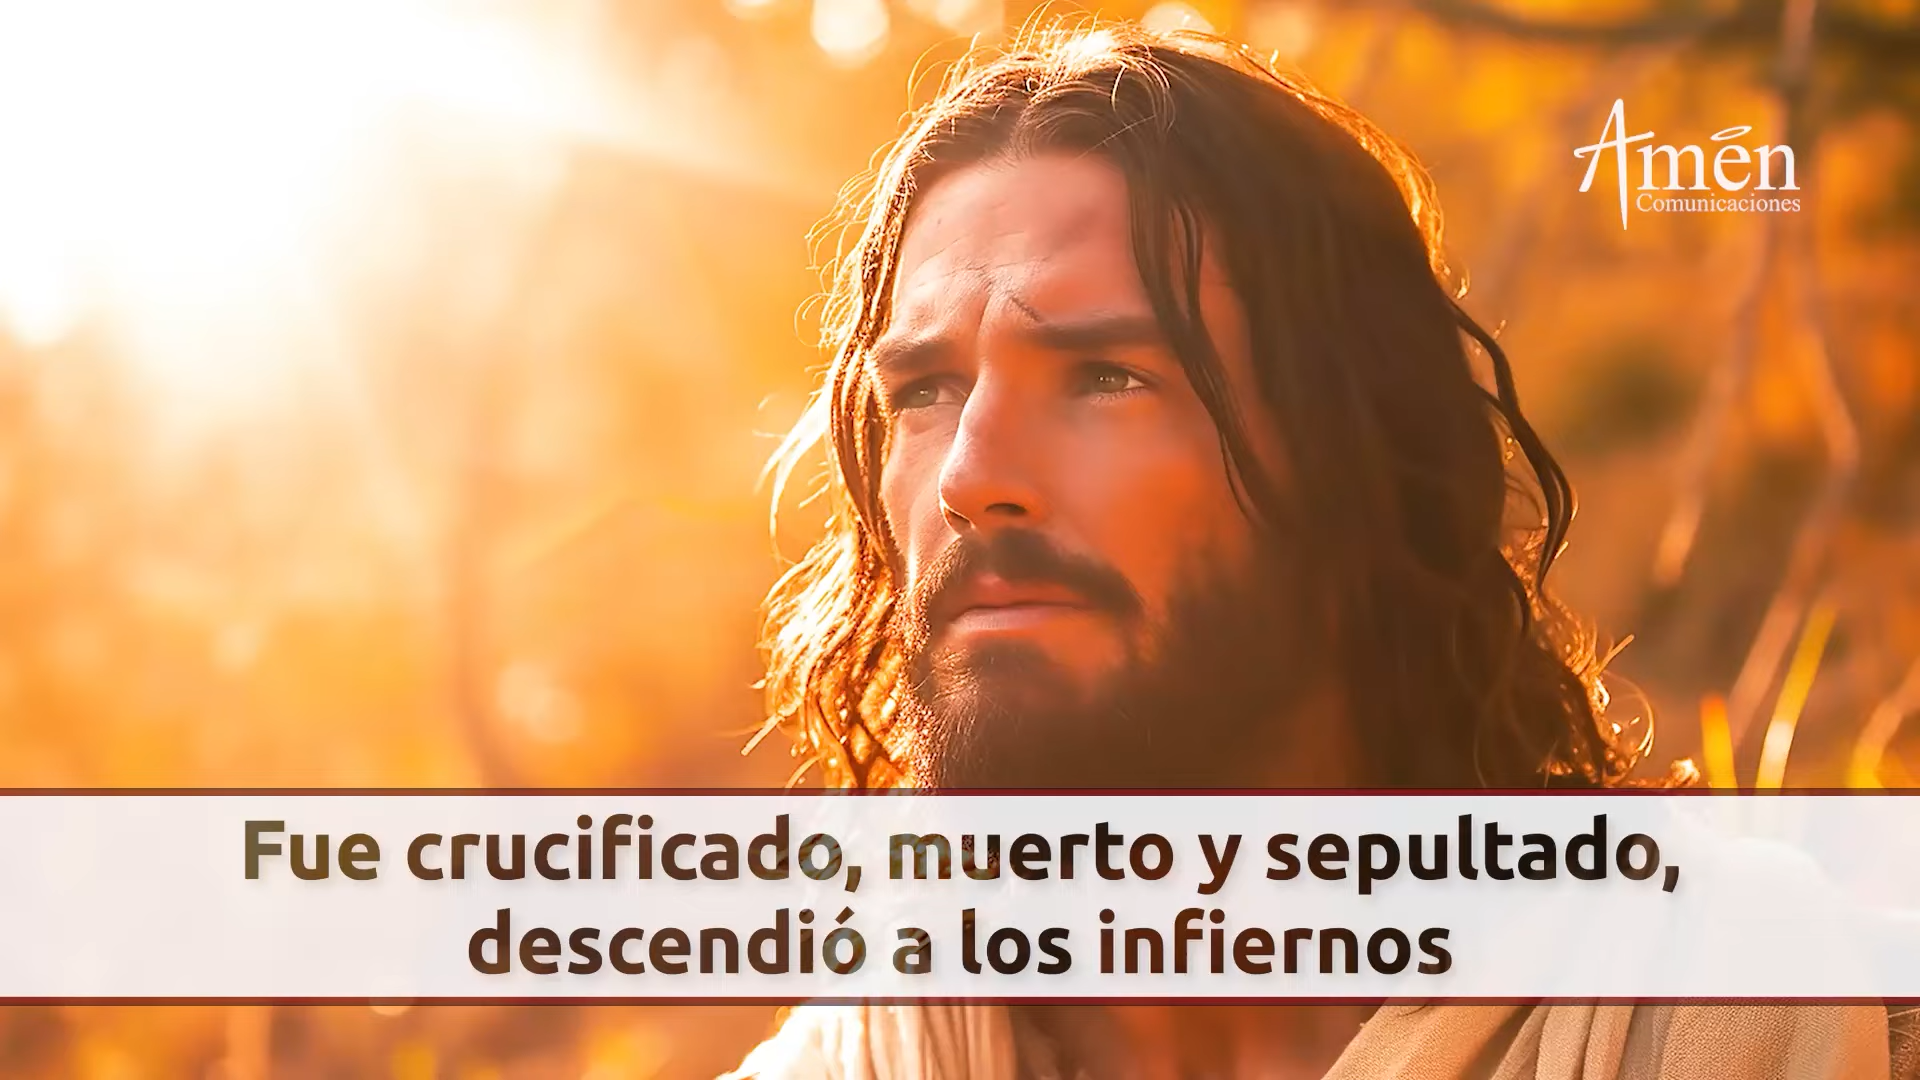 Amén
Comunicaciones
Fue crucificado, muerto y sepultado,
descendió a los infiernos